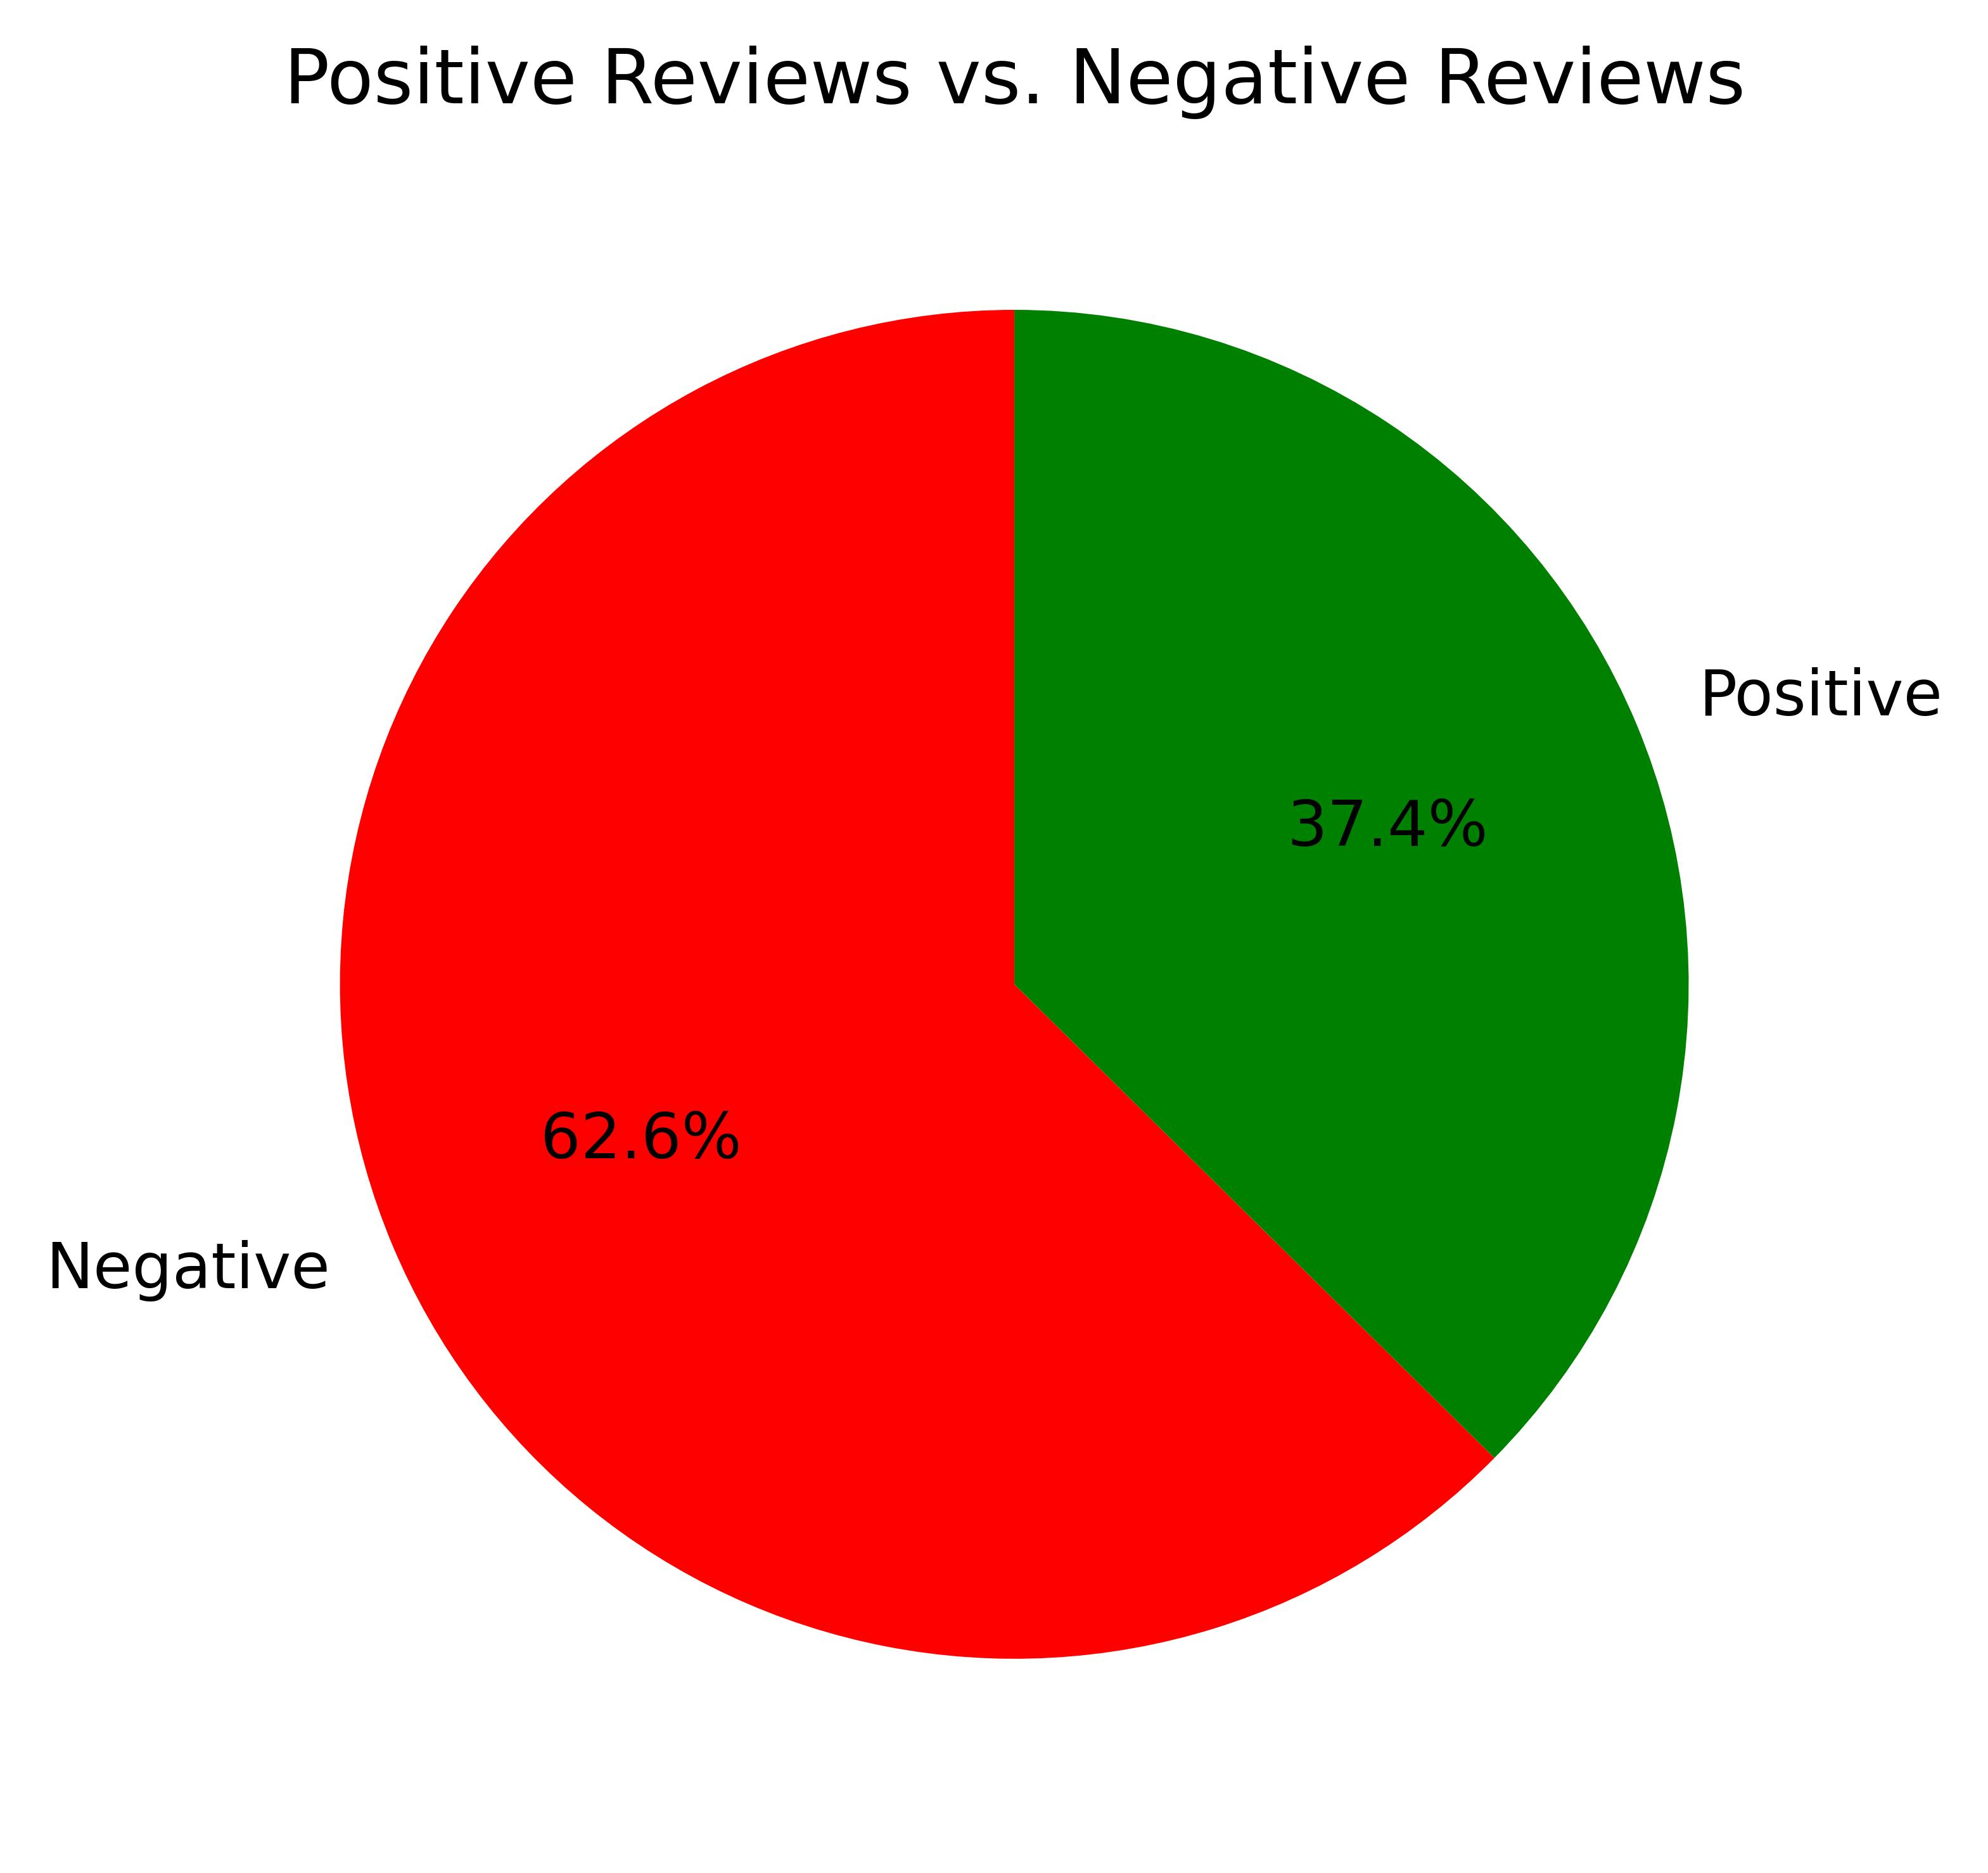 Positive Reviews vs. Negative Reviews
Positive
37.4%
62.6%
Negative